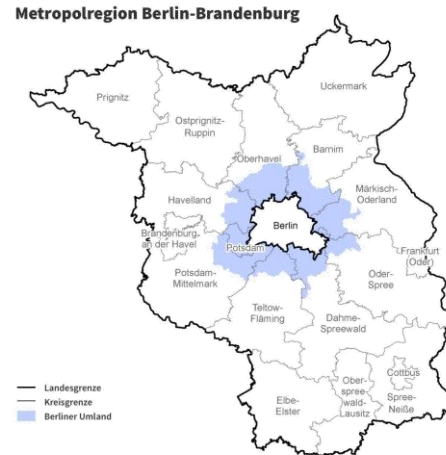 Metropolregion Berlin-Brandenburg
Uckermark
Prignitz
Ostprignitz-
Ruppin
Barnim
Oberhavel
Märkisch-
Oderland
Havelland
Berlin
Brandenburg
an der Havel
Potsdam
Frankfurt
(Oder)
Potsdam-
Mittelmark
Oder-
Spree
Teltow-
Fläming
Dahme-
Spreewald
Cottbus
Elbe-
Elster
Ober-
spree
wald-
Lausitz
Spree-
Neiße
Landesgrenze
Kreisgrenze
Berliner Umland